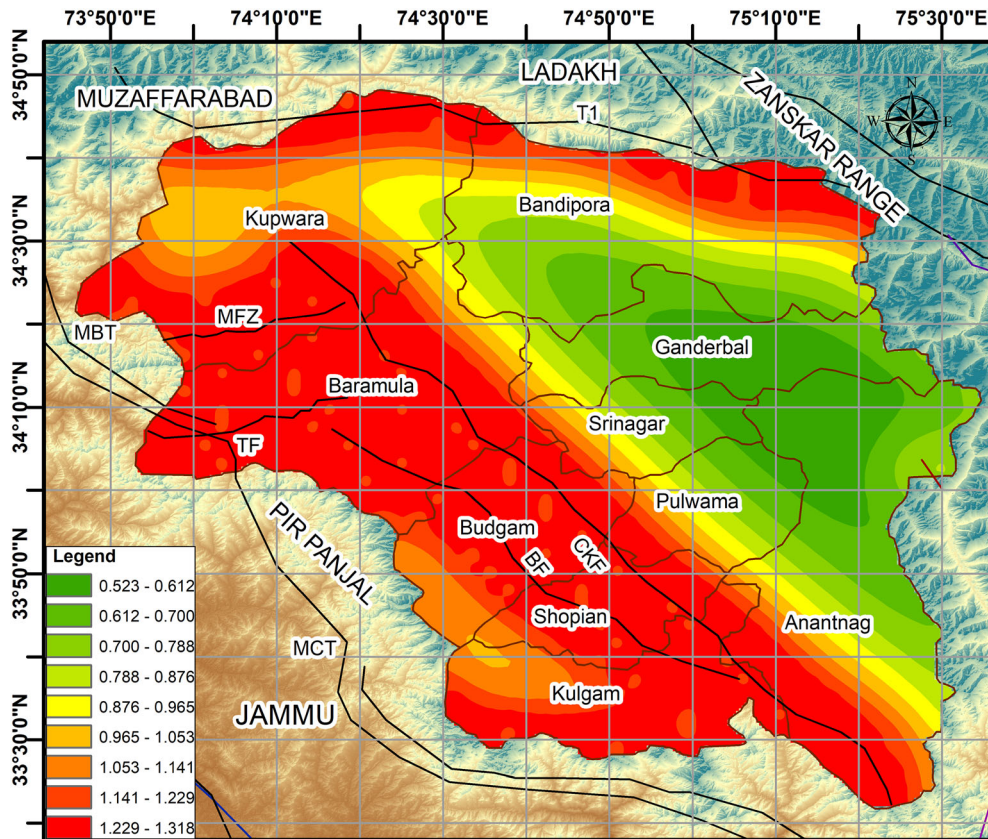 73°50'0"E 74°10'0"E 74°30'0"E 74°50'0"E 75°10'0"E 75°30'0"E
34°50'0"N
34°30'0"N
34°10'0"N
33°50'0"N
33°30'0"N
LADAKH
MUZAFFARABAD
ZANSKAR RANGE
T1
N
W E
S
Bandipora
Kupwara
MFZ
MBT
Ganderbal
Baramula
Srinagar
TF
Pulwama
PIR PANJAL
Budgam
BF
CKF
Shopian
Anantnag
MCT
Kulgam
JAMMU
Legend
0.523 - 0.612
0.612 - 0.700
0.700 - 0.788
0.788 - 0.876
0.876 - 0.965
0.965 - 1.053
1.053 - 1.141
1.141 - 1.229
1.229 - 1.318